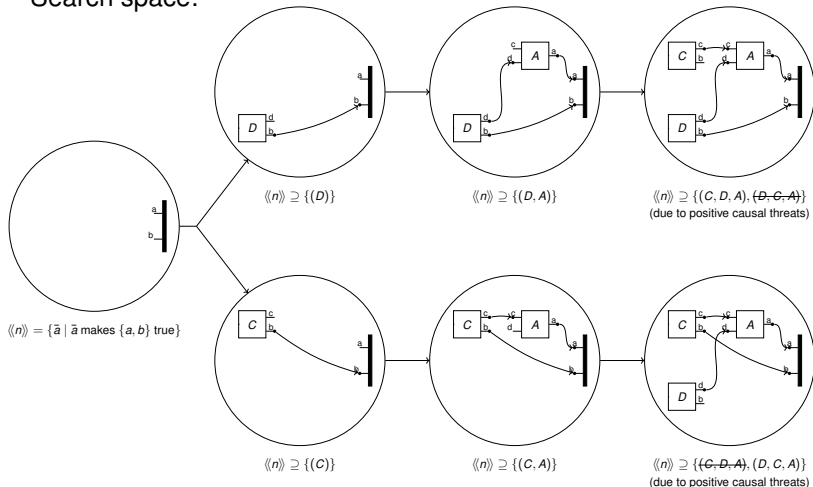 Search space:
a
b
⟪n⟫ = {ā | ā makes {a, b} true}
a
b
D
d
b
⟪n⟫ ⊇ {(D)}
c
d
A
a
a
b
D
d
b
⟪n⟫ ⊇ {(D, A)}
C
c
b
c
d
A
a
a
b
D
d
b
⟪n⟫ ⊇ {(C, D, A), (D, C, A)}
(due to positive causal threats)
C
c
b
a
b
⟪n⟫ ⊇ {(C)}
C
c
b
c
d
A
a
a
b
⟪n⟫ ⊇ {(C, A)}
C
c
b
c
d
A
a
a
b
D
d
b
⟪n⟫ ⊇ {(C, D, A), (D, C, A)}
(due to positive causal threats)